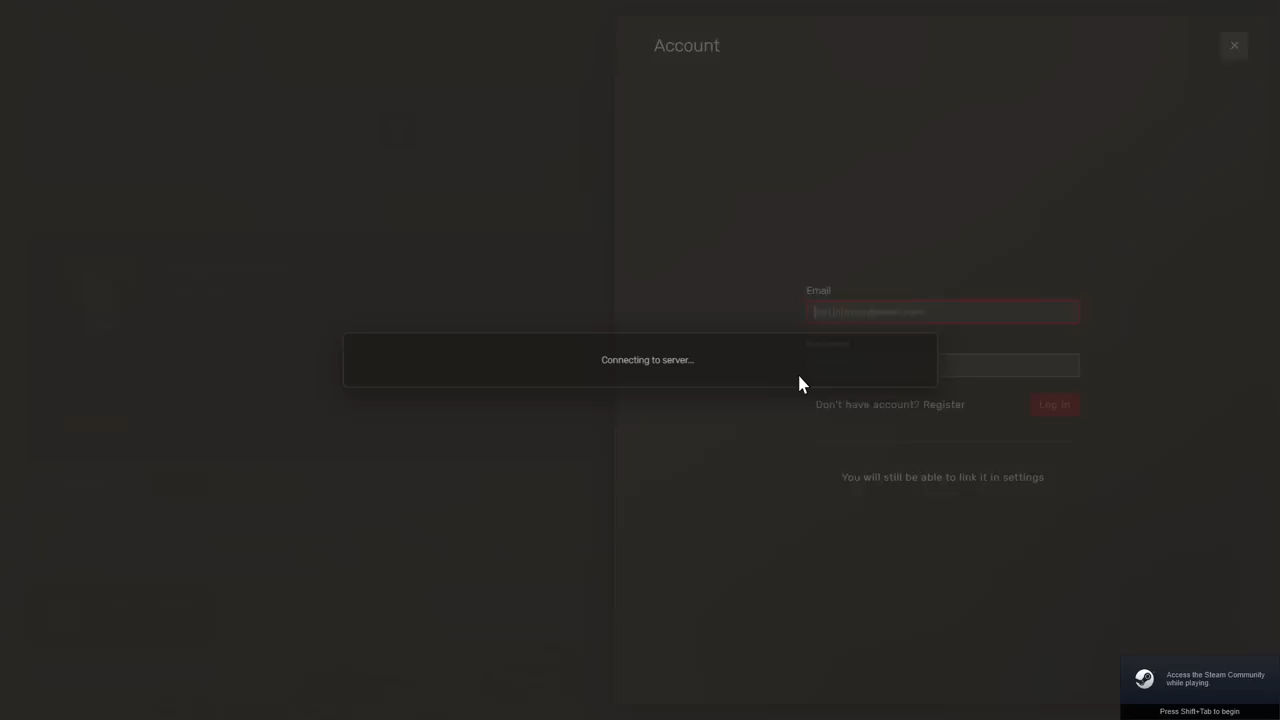 Account
Email
Connecting to server...
Don't have account? Register
Log in
You will still be able to link it in settings
Access the Steam Community
while playing.
Press Shift+Tab to begin